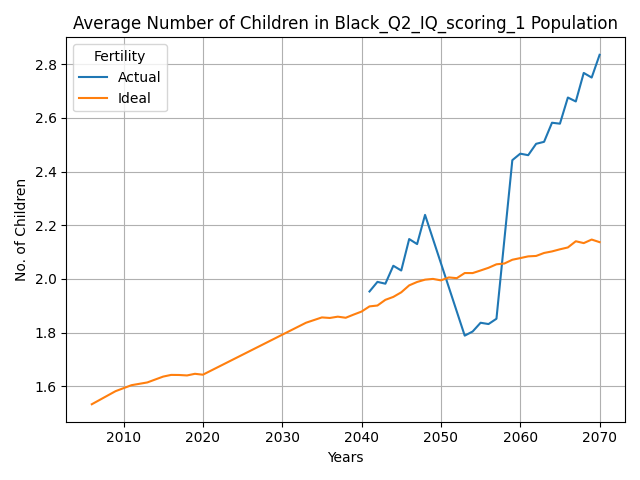 Average Number of Children in Black_Q2_IQ_scoring_1 Population
Fertility
Actual
Ideal
No. of Children
2.8
2.6
2.4
2.2
2.0
1.8
1.6
2010 2020 2030 2040 2050 2060 2070
Years